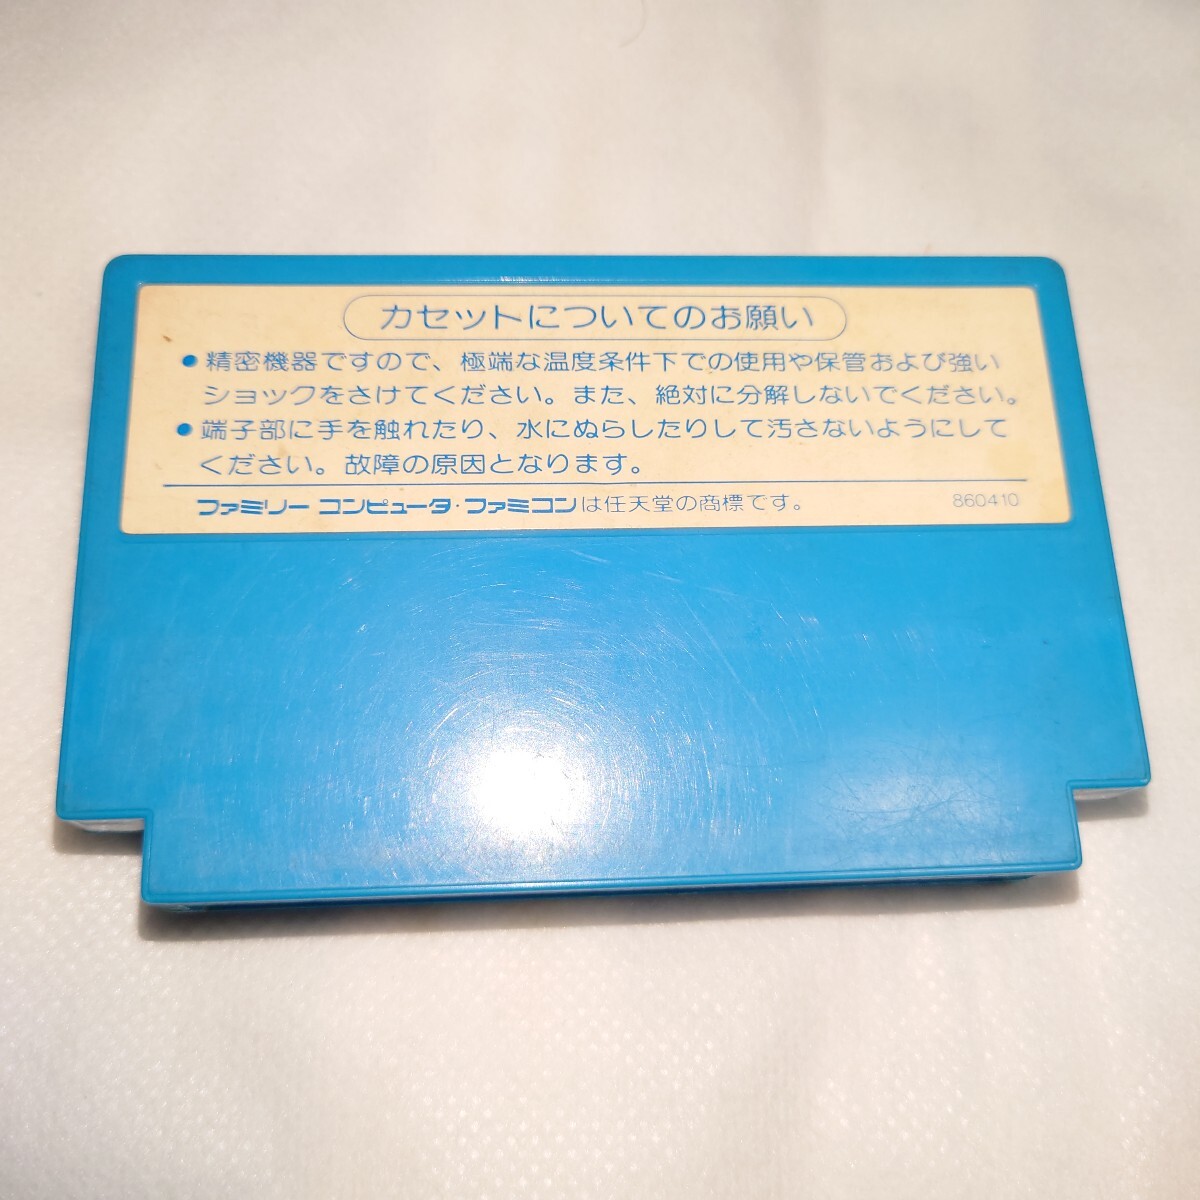 カセットについてのお願い
●精密機器ですので、極端な温度条件下での使用や保管および強い
ショックをさけてください。また、絶対に分解しないでください。
●端子部に手を触れたり、水にぬらしたりして汚さないようにして
ください。故障の原因となります。
ファミリー コンピュータ・ファミコンは任天堂の商標です。 860410